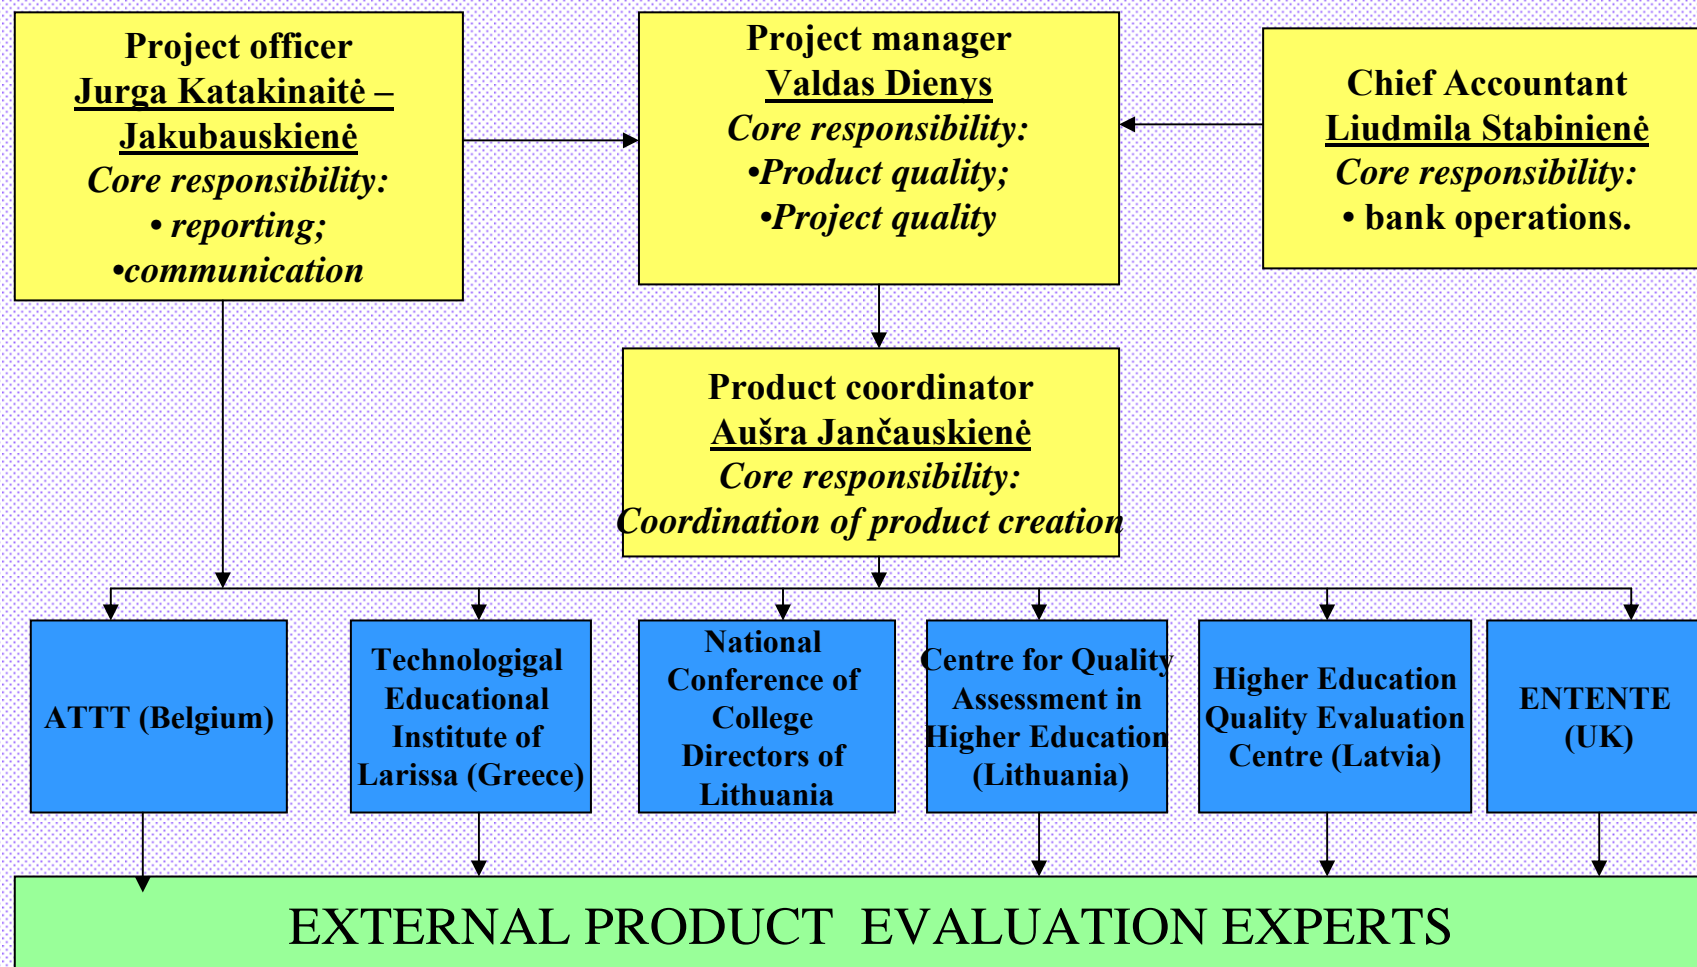 Project officer
Jurga Katakinaitė –
Jakubauskienė
Core responsibility:
• reporting;
•communication
Project manager
Valdas Dienys
Core responsibility:
•Product quality;
•Project quality
Chief Accountant
Liudmila Stabinienė
Core responsibility:
• bank operations.
Product coordinator
Aušra Jančauskienė
Core responsibility:
Coordination of product creation
ATTT (Belgium)
Technologigal
Educational
Institute of
Larissa (Greece)
National
Conference of
College
Directors of
Lithuania
Centre for Quality
Assessment in
Higher Education
(Lithuania)
Higher Education
Quality Evaluation
Centre (Latvia)
ENTENTE
(UK)
EXTERNAL PRODUCT EVALUATION EXPERTS